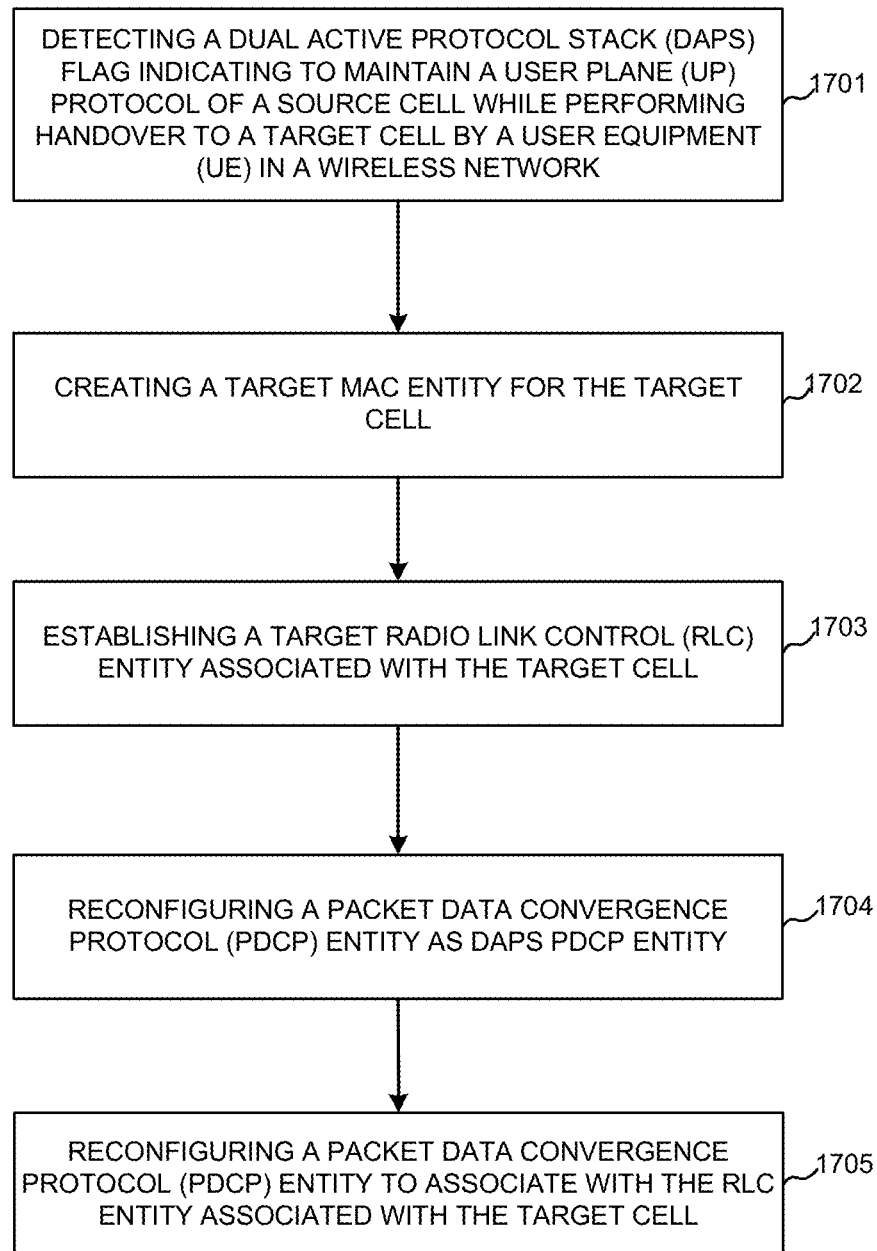 DETECTING A DUAL ACTIVE PROTOCOL STACK (DAPS)
FLAG INDICATING TO MAINTAIN A USER PLANE (UP)
PROTOCOL OF A SOURCE CELL WHILE PERFORMING
HANDOVER TO A TARGET CELL BY A USER EQUIPMENT
(UE) IN A WIRELESS NETWORK
1701
CREATING A TARGET MAC ENTITY FOR THE TARGET
CELL
1702
ESTABLISHING A TARGET RADIO LINK CONTROL (RLC)
ENTITY ASSOCIATED WITH THE TARGET CELL
1703
RECONFIGURING A PACKET DATA CONVERGENCE
PROTOCOL (PDCP) ENTITY AS DAPS PDCP ENTITY
1704
RECONFIGURING A PACKET DATA CONVERGENCE
PROTOCOL (PDCP) ENTITY TO ASSOCIATE WITH THE RLC
ENTITY ASSOCIATED WITH THE TARGET CELL
1705